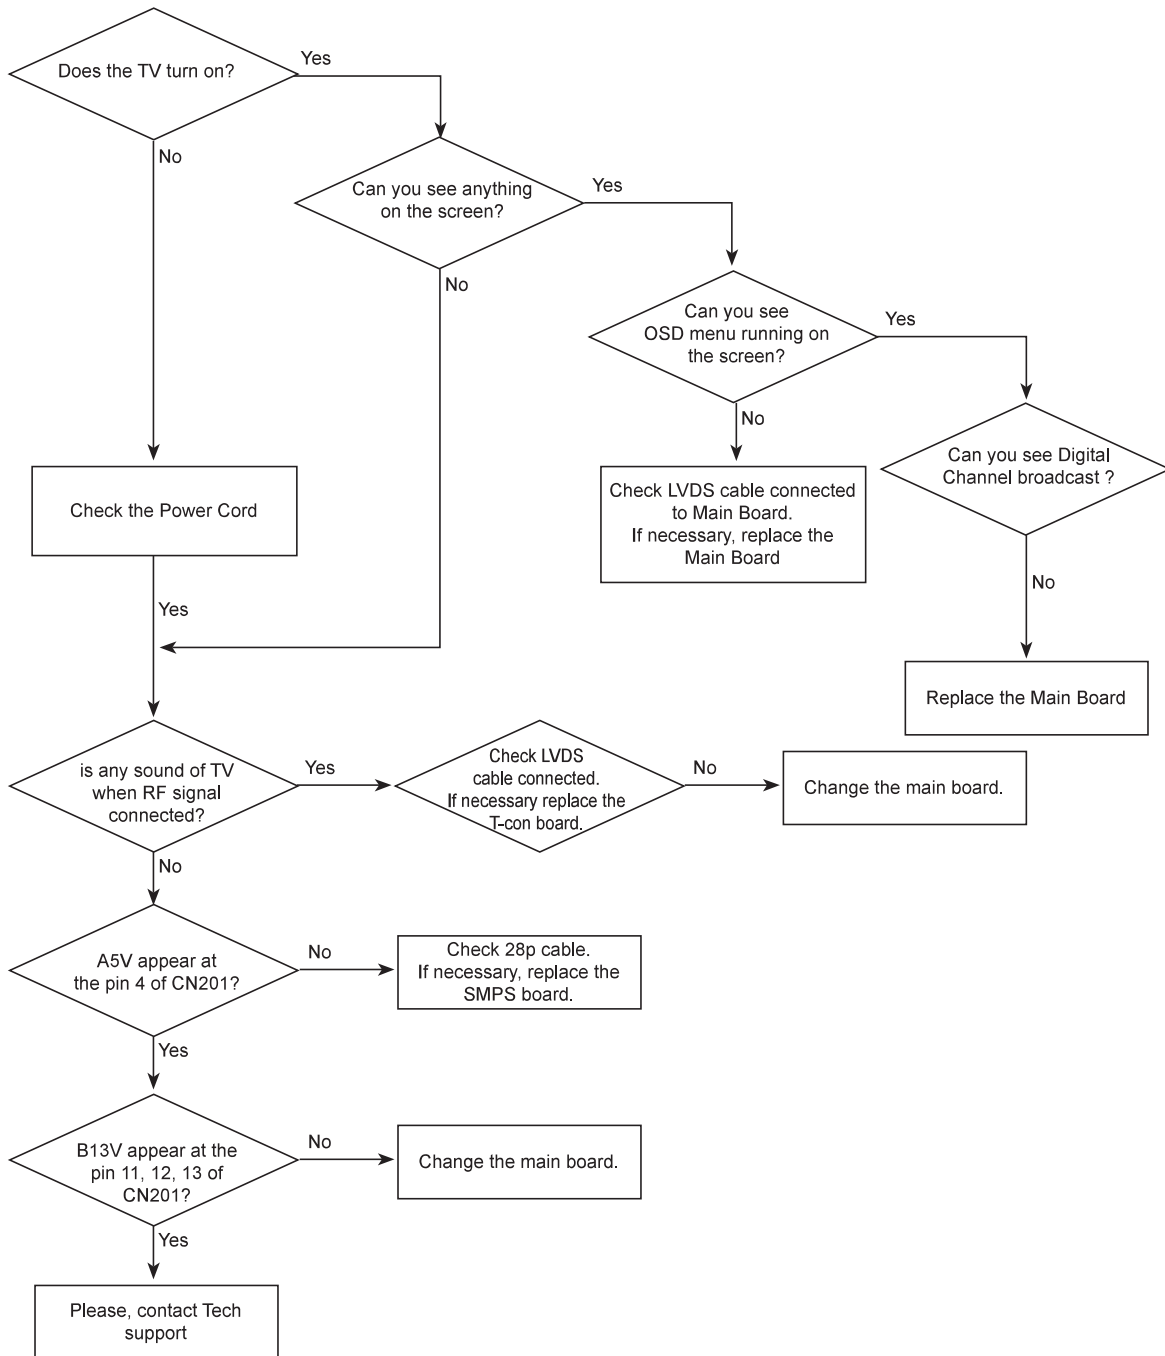 Does the TV turn on?
Yes
No
Can you see anything
on the screen?
Yes
No
Can you see
OSD menu running on
the screen?
Yes
No
Can you see Digital
Channel broadcast ?
No
Check LVDS cable connected
to Main Board.
If necessary, replace the
Main Board
Check the Power Cord
Yes
Replace the Main Board
is any sound of TV
when RF signal
connected?
Yes
No
Check LVDS
cable connected.
If necessary replace the
T-con board.
No
Change the main board.
A5V appear at
the pin 4 of CN201?
No
Yes
Check 28p cable.
If necessary, replace the
SMPS board.
B13V appear at the
pin 11, 12, 13 of
CN201?
No
Yes
Change the main board.
Please, contact Tech
support